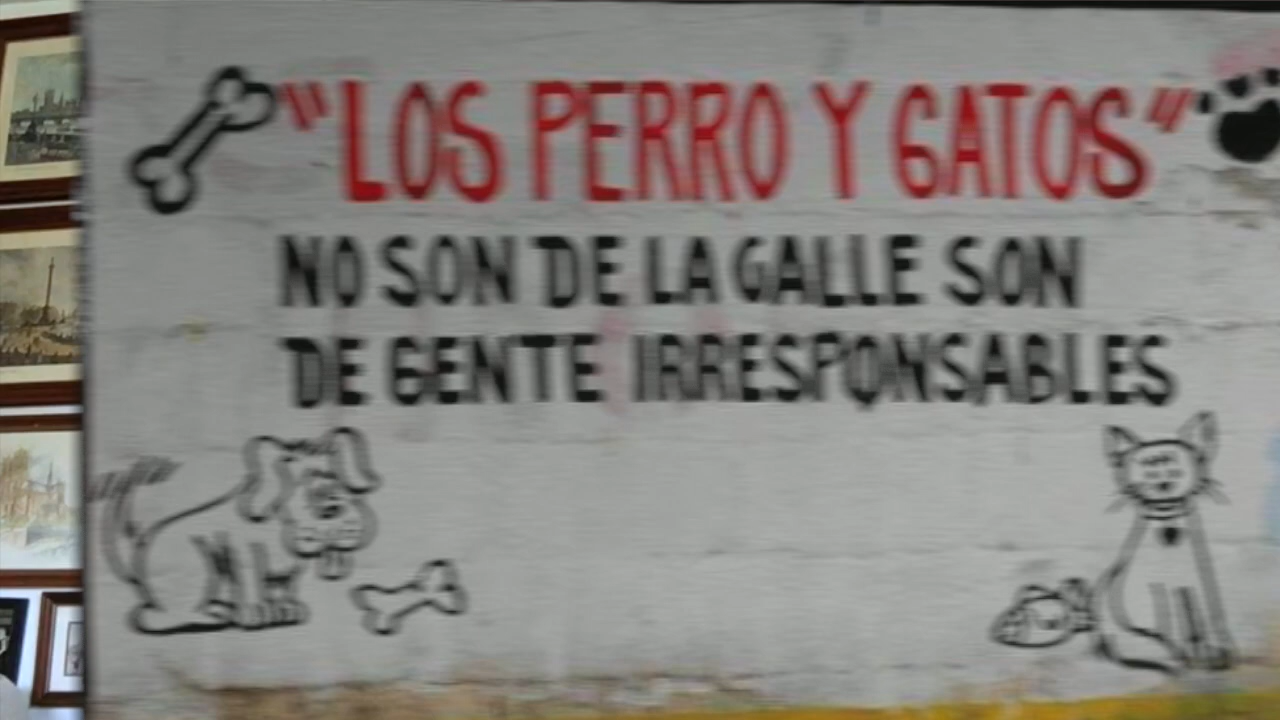 "LOS PERRO Y GATOS"
NO SON DE LA GALLE SON
DE GENTE IRRESPONSABLES